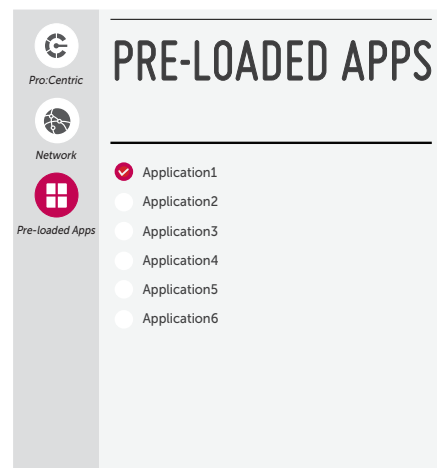 Pro:Centric
Network
Pre-loaded Apps
PRE-LOADED APPS
Application1
Application2
Application3
Application4
Application5
Application6